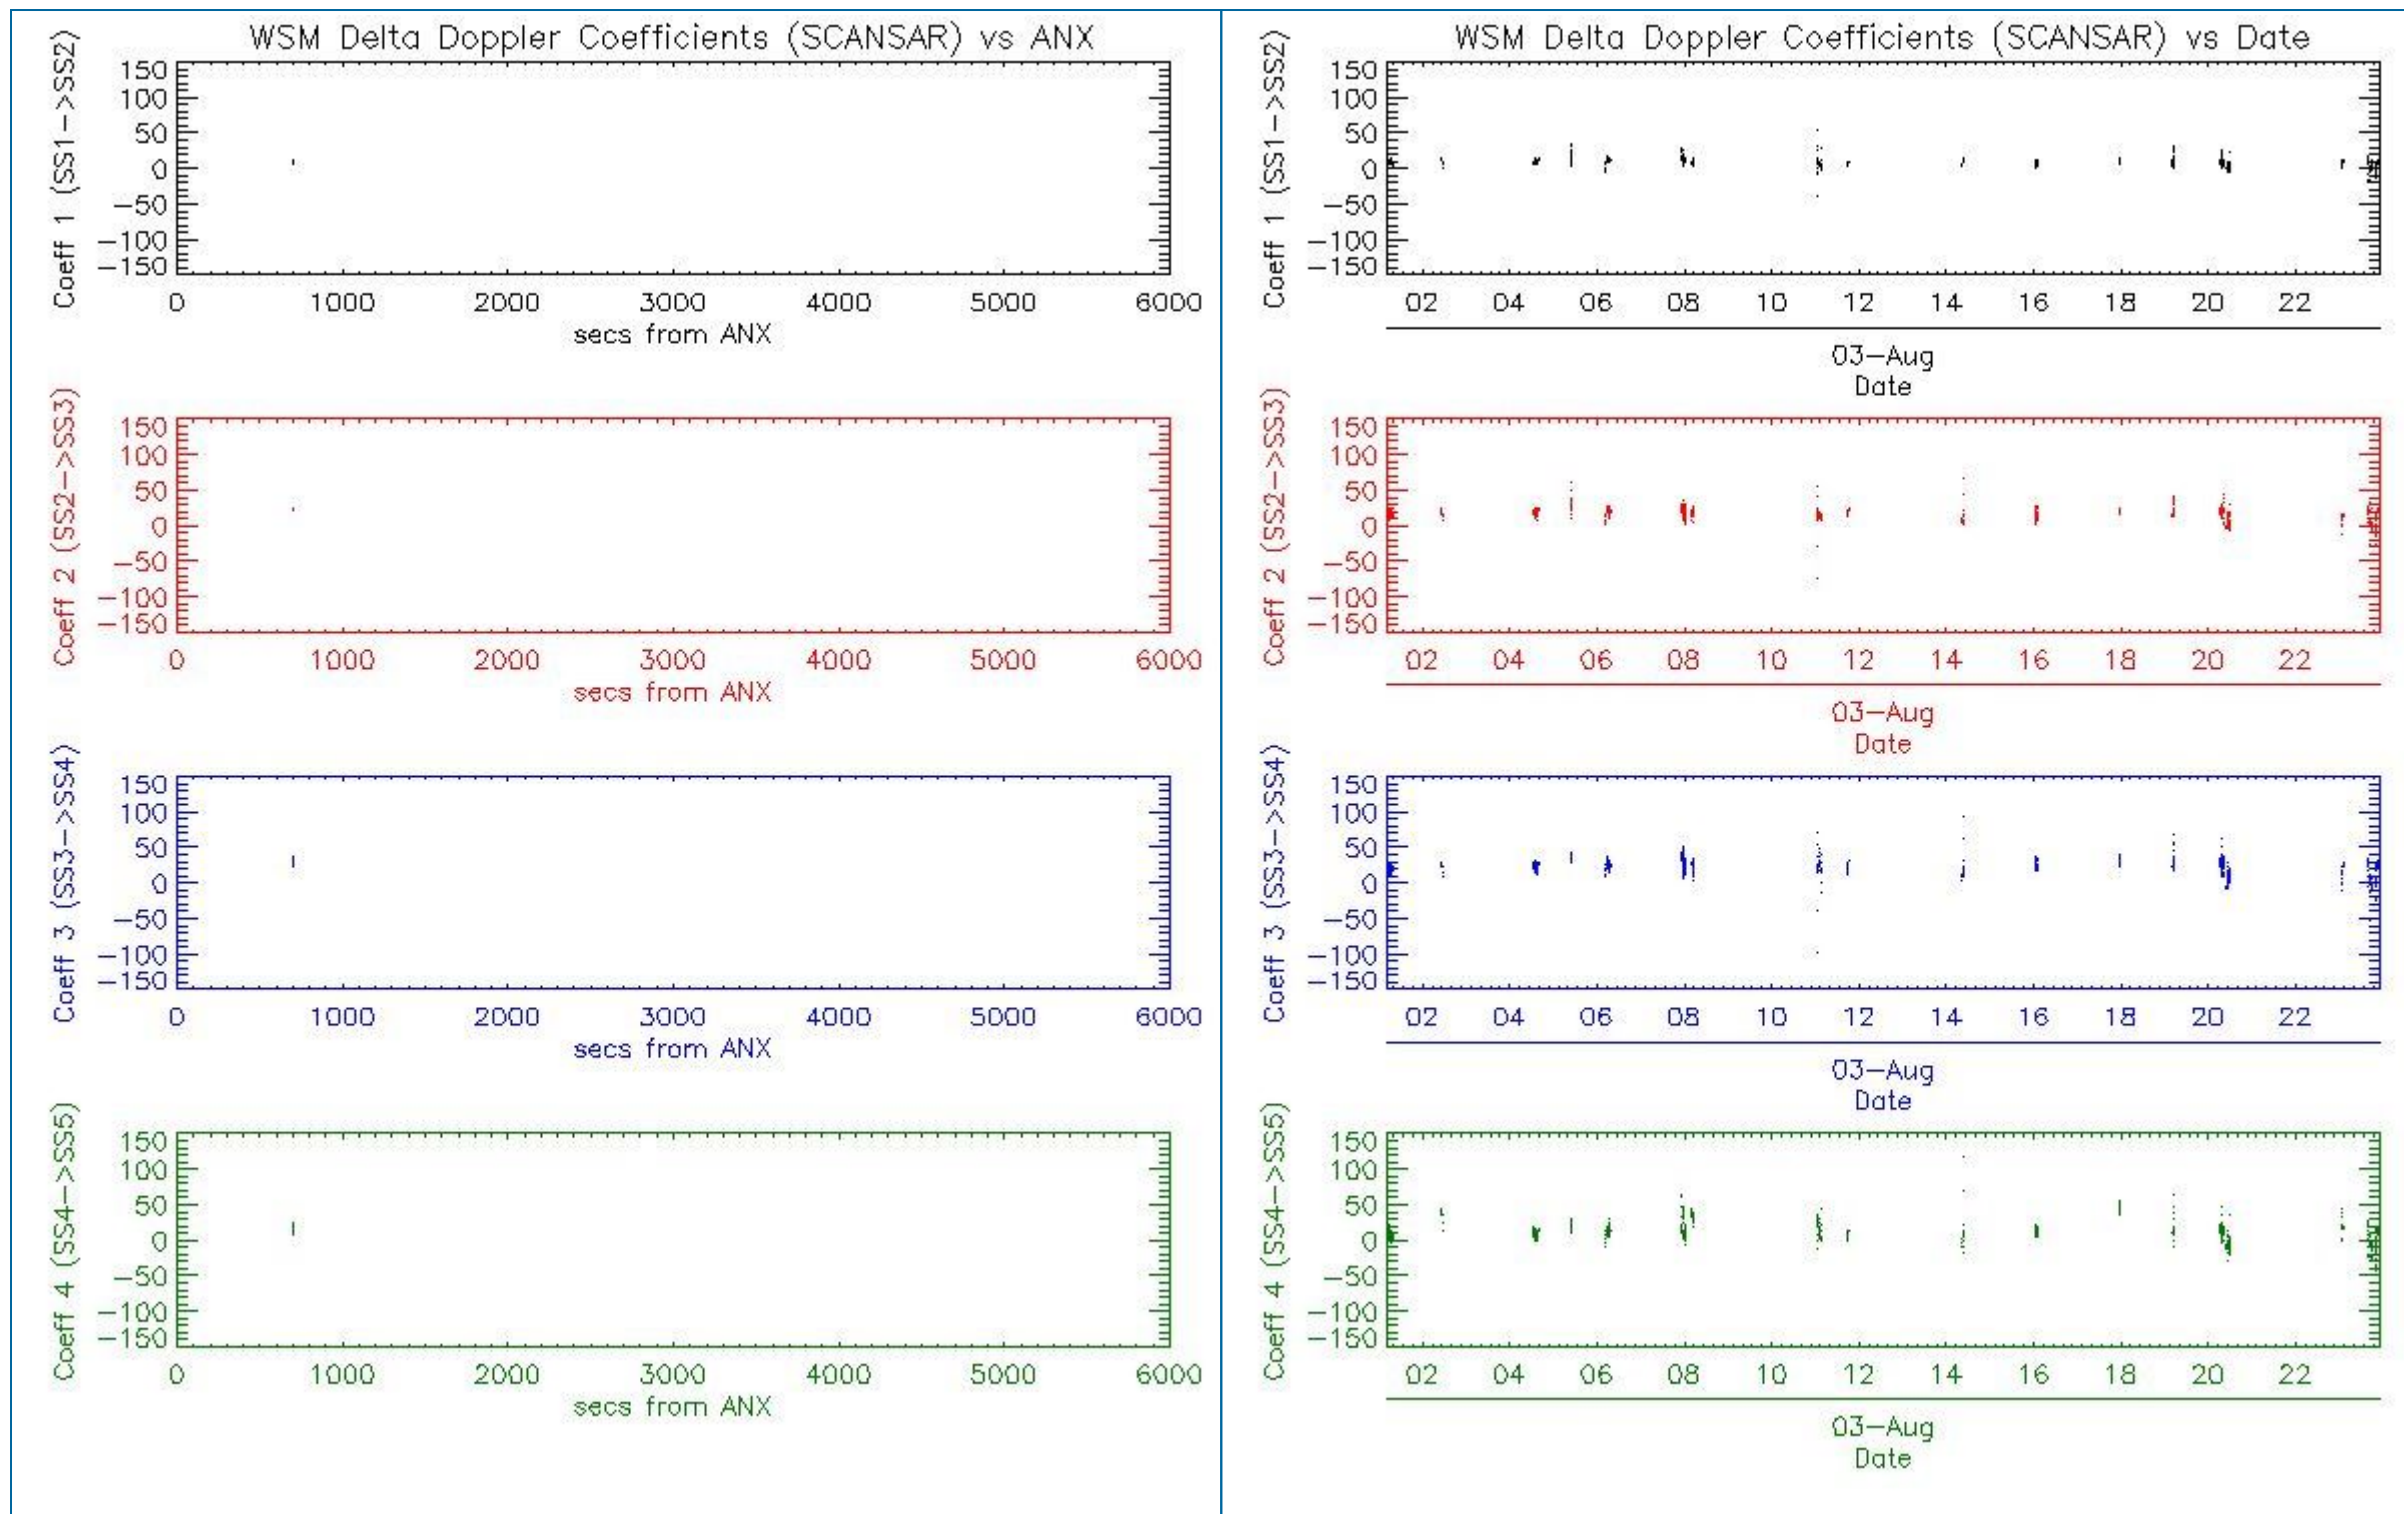 WSM Delta Doppler Coefficients (SCANSAR) vs ANX
Coeff 1 (SS1->SS2)
150
100
50
0
-50
-100
-150
0 1000 2000 3000 4000 5000 6000
secs from ANX
Coeff 2 (SS2->SS3)
150
100
50
0
-50
-100
-150
0 1000 2000 3000 4000 5000 6000
secs from ANX
Coeff 3 (SS3->SS4)
150
100
50
0
-50
-100
-150
0 1000 2000 3000 4000 5000 6000
secs from ANX
Coeff 4 (SS4->SS5)
150
100
50
0
-50
-100
-150
0 1000 2000 3000 4000 5000 6000
secs from ANX
WSM Delta Doppler Coefficients (SCANSAR) vs Date
Coeff 1 (SS1->SS2)
150
100
50
0
-50
-100
-150
02 04 06 08 10 12 14 16 18 20 22
03-Aug
Date
Coeff 2 (SS2->SS3)
150
100
50
0
-50
-100
-150
02 04 06 08 10 12 14 16 18 20 22
03-Aug
Date
Coeff 3 (SS3->SS4)
150
100
50
0
-50
-100
-150
02 04 06 08 10 12 14 16 18 20 22
03-Aug
Date
Coeff 4 (SS4->SS5)
150
100
50
0
-50
-100
-150
02 04 06 08 10 12 14 16 18 20 22
03-Aug
Date